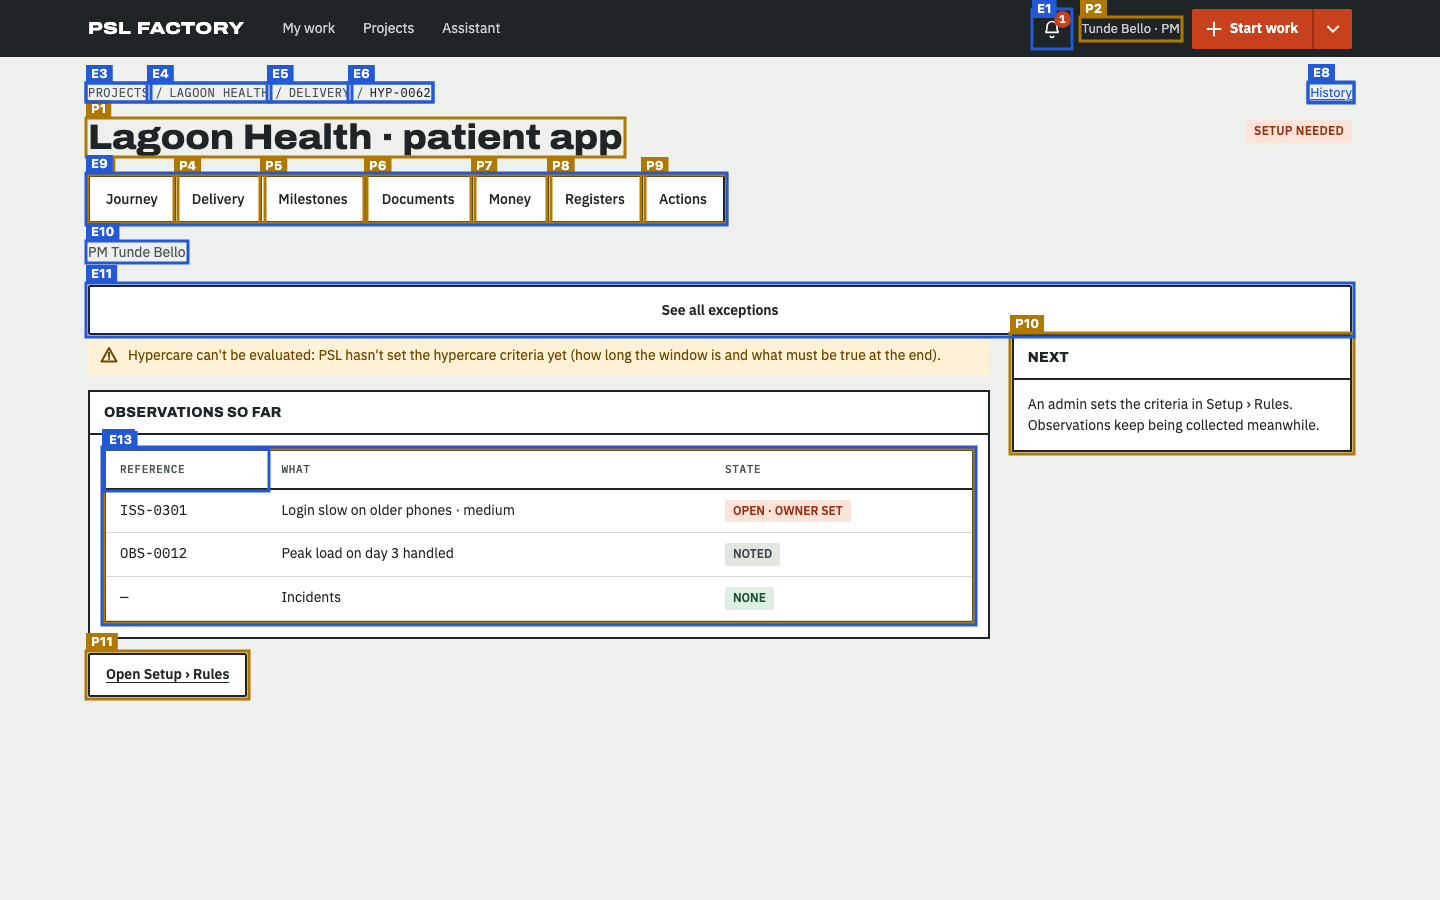 PSL FACTORY
My work
Projects
Assistant
E1
1
P2
Tunde Bello · PM
Start work
E3
E4
E5
E6
E8
PROJECTS / LAGOON HEALTH / DELIVERY / HYP-0062
History
P1
Lagoon Health · patient app
SETUP NEEDED
E9
P4
P5
P6
P7
P8
P9
Journey
Delivery
Milestones
Documents
Money
Registers
Actions
E10
PM Tunde Bello
E11
See all exceptions
P10
Hypercare can't be evaluated: PSL hasn't set the hypercare criteria yet (how long the window is and what must be true at the end).
NEXT
An admin sets the criteria in Setup › Rules.
Observations keep being collected meanwhile.
OBSERVATIONS SO FAR
E13
REFERENCE
WHAT
STATE
ISS-0301
Login slow on older phones · medium
OPEN · OWNER SET
OBS-0012
Peak load on day 3 handled
NOTED
—
Incidents
NONE
P11
Open Setup › Rules